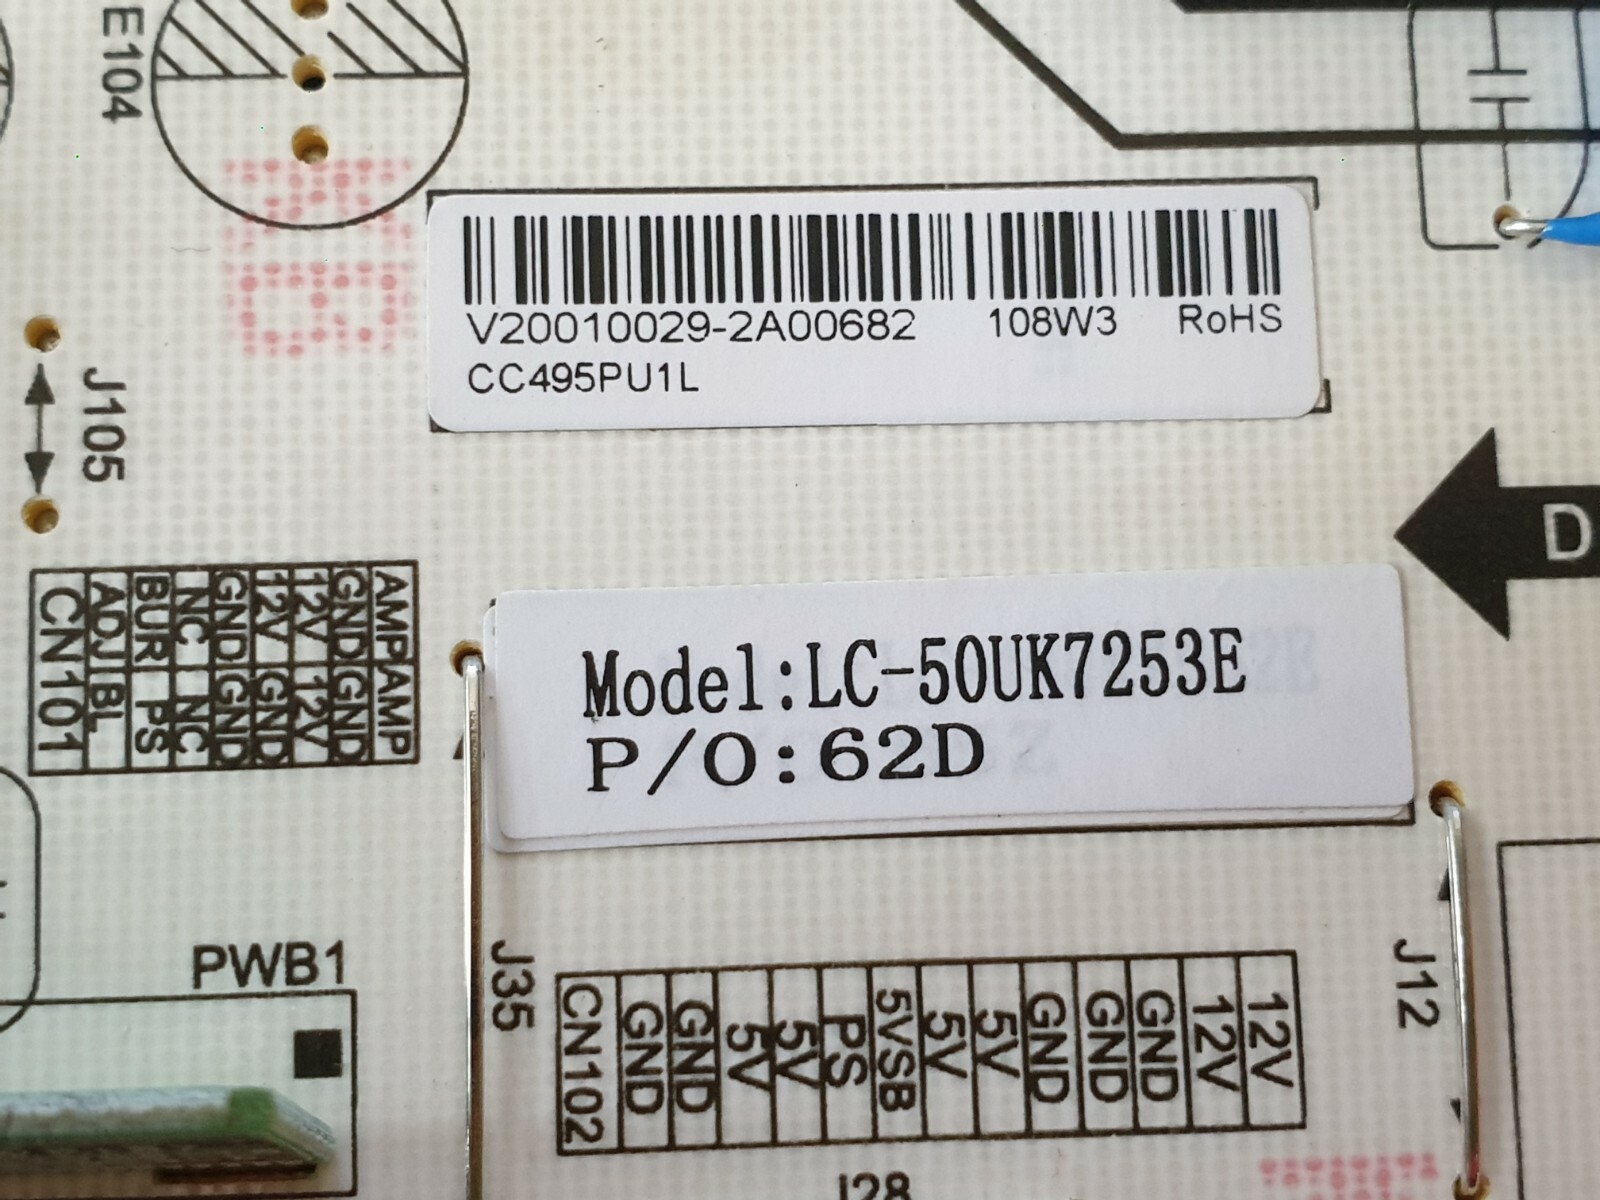 E104
V20010029-2A00682 108W3 RoHS
CC495PU1L
J105
D
AMP AMP
GND GND
12V 12V
12V GND
GND GND
NC NC
BUR PS
ADJ BL
CN101
Model:LC-50UK7253E
P/O:62D
PWB1
J35
J12
12V
12V
GND
GND
GND
5V
5V
5VSB
PS
5V
5V
GND
GND
CN102
J28